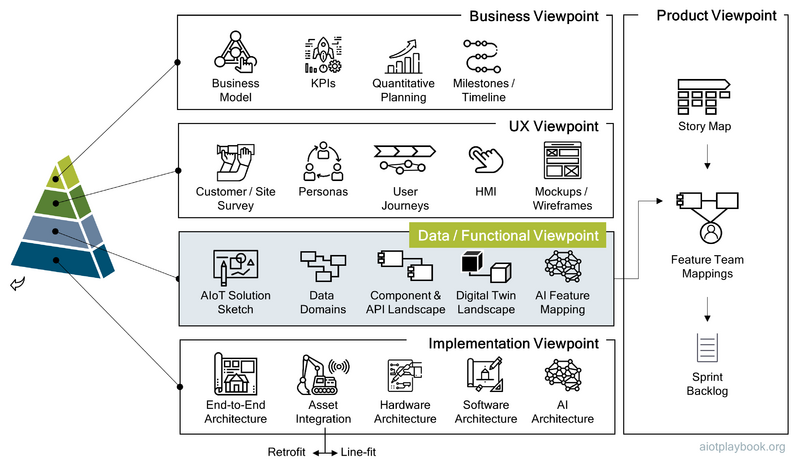 Business Viewpoint
Business
Model
KPIs
Quantitative
Planning
Milestones /
Timeline
UX Viewpoint
Customer / Site
Survey
Personas
User
Journeys
HMI
Mockups /
Wireframes
Data / Functional Viewpoint
AIoT Solution
Sketch
Data
Domains
Component &
API Landscape
Digital Twin
Landscape
AI Feature
Mapping
Implementation Viewpoint
End-to-End
Architecture
Asset
Integration
Hardware
Architecture
Software
Architecture
AI
Architecture
Retrofit
Line-fit
Product Viewpoint
Story Map
Feature Team
Mappings
Sprint
Backlog
aiotplaybook.org